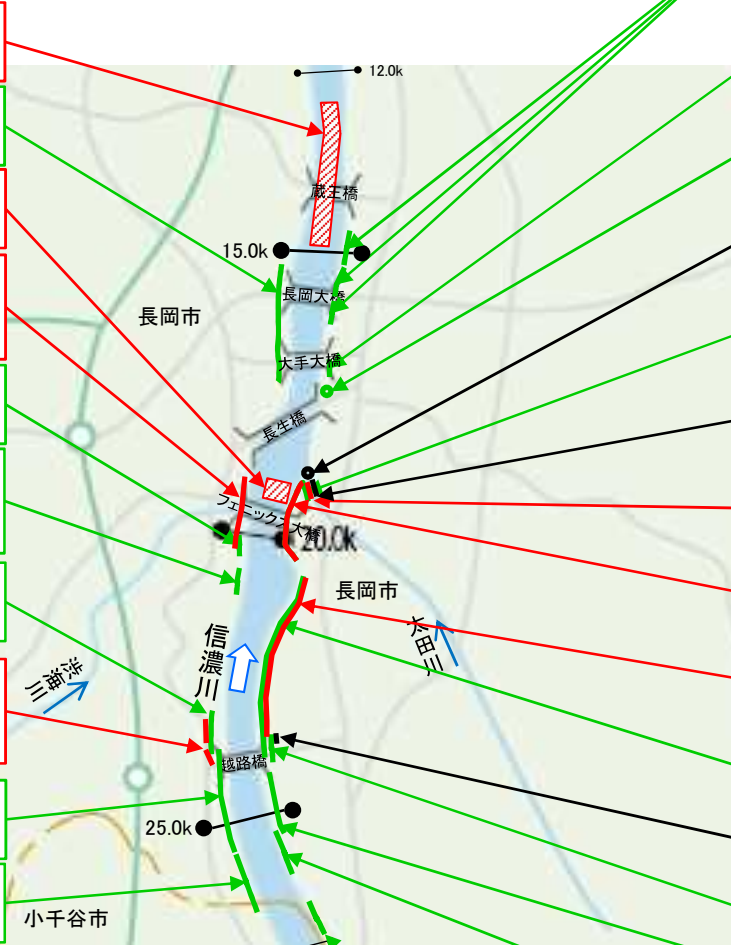 12.0k
蔵王橋
15.0k
長岡大橋
長岡市
大手大橋
長生橋
フェニックス大橋
20.0k
長岡市
太田川
信濃川
渋海川
越路橋
25.0k
小千谷市